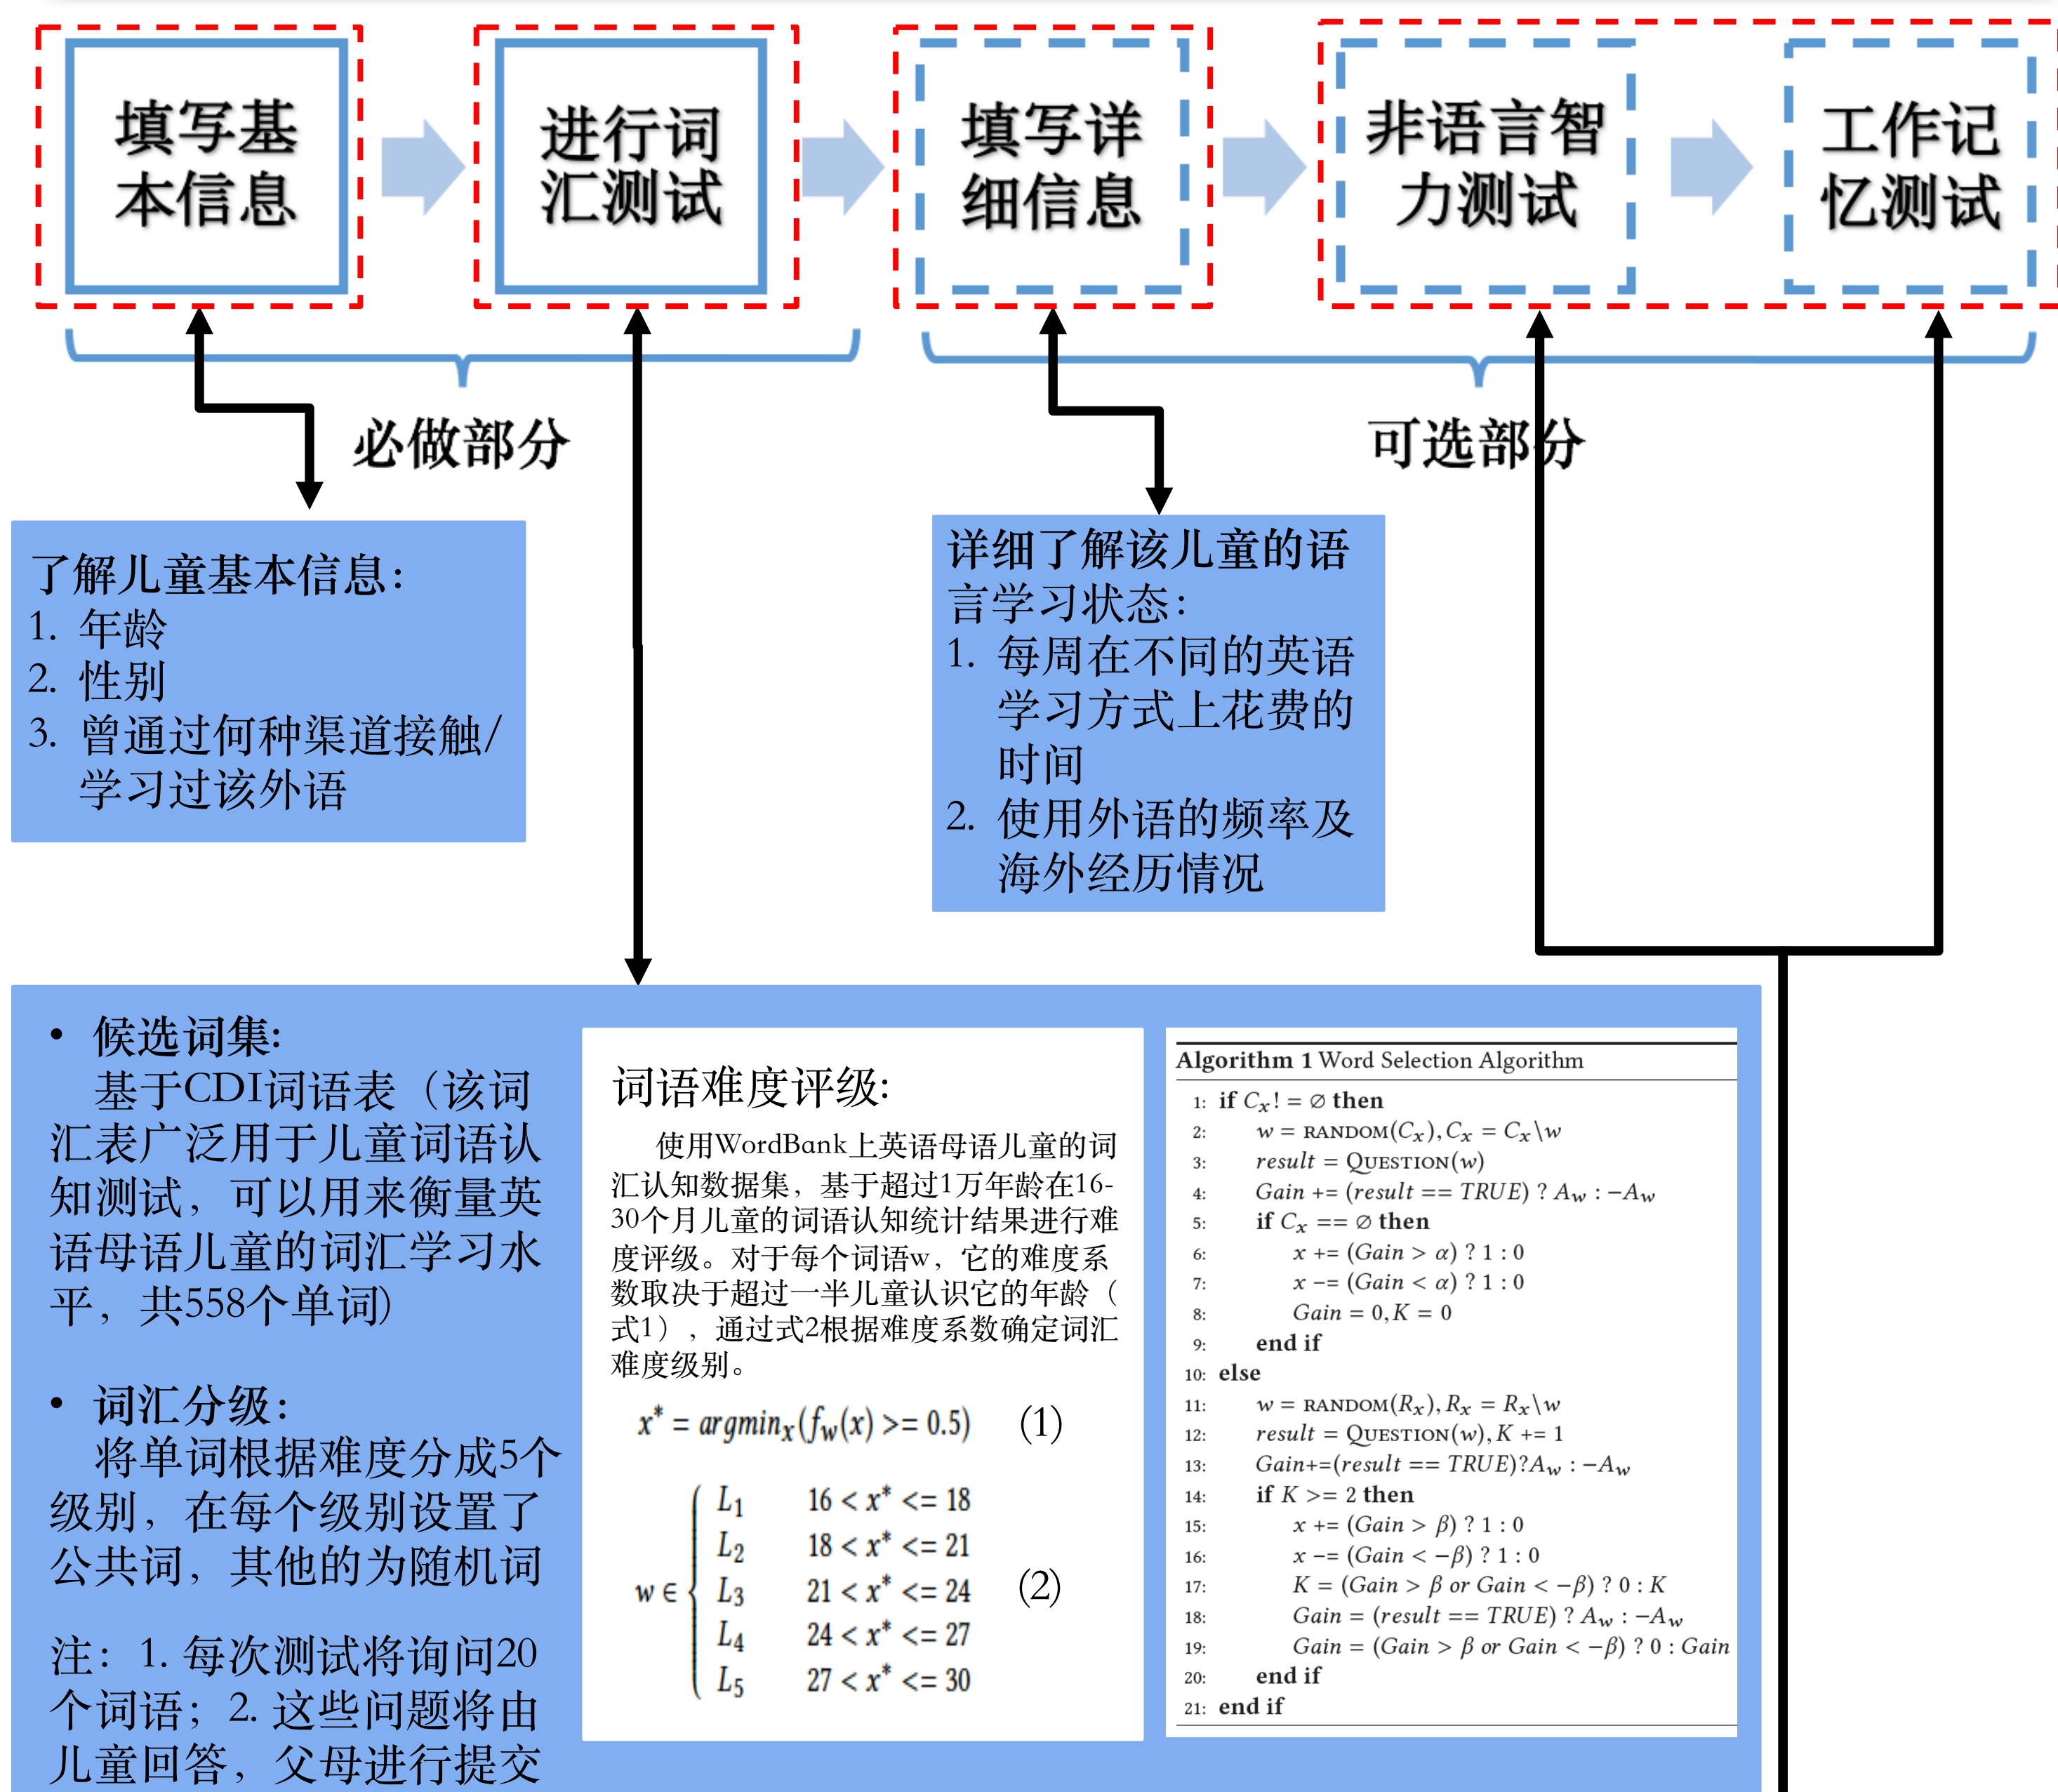 填写基
本信息
进行词
汇测试
填写详
细信息
非语言智
力测试
工作记
忆测试
必做部分
可选部分
了解儿童基本信息：
1. 年龄
2. 性别
3. 曾通过何种渠道接触/
学习过该外语
详细了解该儿童的语
言学习状态：
1. 每周在不同的英语
学习方式上花费的
时间
2. 使用外语的频率及
海外经历情况
• 候选词集：
基于CDI词语表（该词
汇表广泛用于儿童词语认
知测试，可以用来衡量英
语母语儿童的词汇学习水
平，共558个单词)
• 词汇分级：
将单词根据难度分成5个
级别，在每个级别设置了
公共词，其他的为随机词
注：1. 每次测试将询问20
个词语；2. 这些问题将由
儿童回答，父母进行提交
词语难度评级：
使用WordBank上英语母语儿童的词
汇认知数据集，基于超过1万年龄在16-
30个月儿童的词语认知统计结果进行难
度评级。对于每个词语w，它的难度系
数取决于超过一半儿童认识它的年龄（
式1），通过式2根据难度系数确定词汇
难度级别。
x* = argminₓ(f_w(x) >= 0.5) (1)
w ∈ {
L₁ 16 < x* <= 18
L₂ 18 < x* <= 21
L₃ 21 < x* <= 24
L₄ 24 < x* <= 27
L₅ 27 < x* <= 30
(2)
Algorithm 1 Word Selection Algorithm
1: if Cₓ! = ∅ then
2: w = RANDOM(Cₓ), Cₓ = Cₓ\w
3: result = QUESTION(w)
4: Gain += (result == TRUE) ? A_w : −A_w
5: if Cₓ == ∅ then
6: x += (Gain > α) ? 1 : 0
7: x −= (Gain < α) ? 1 : 0
8: Gain = 0, K = 0
9: end if
10: else
11: w = RANDOM(Rₓ), Rₓ = Rₓ\w
12: result = QUESTION(w), K += 1
13: Gain+=(result == TRUE)?A_w : −A_w
14: if K >= 2 then
15: x += (Gain > β) ? 1 : 0
16: x −= (Gain < −β) ? 1 : 0
17: K = (Gain > β or Gain < −β) ? 0 : K
18: Gain = (result == TRUE) ? A_w : −A_w
19: Gain = (Gain > β or Gain < −β) ? 0 : Gain
20: end if
21: end if